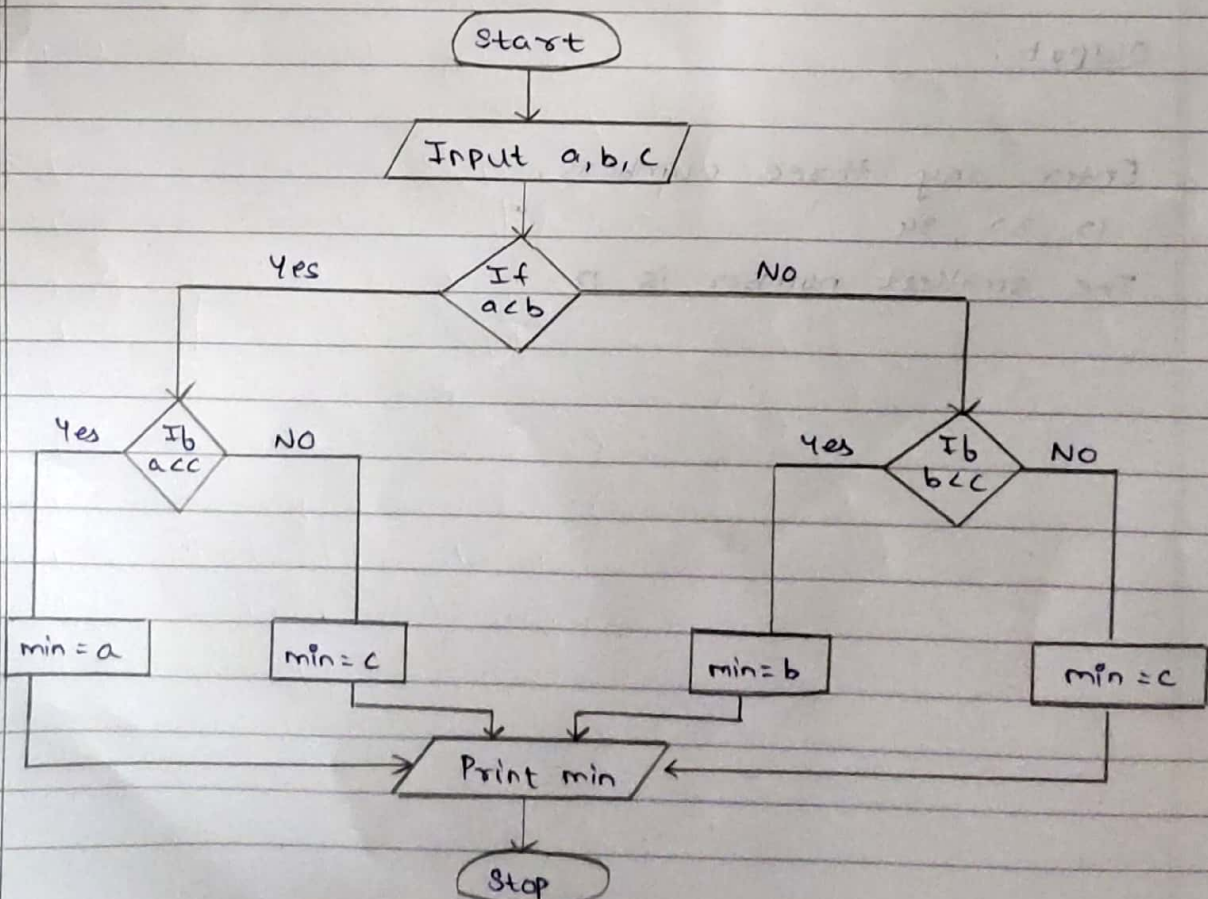 Start
Input a, b, c
Yes
If
a<b
NO
Yes
Ib
a<c
NO
Yes
Ib
b<c
NO
min = a
min = c
min = b
min = c
Print min
Stop